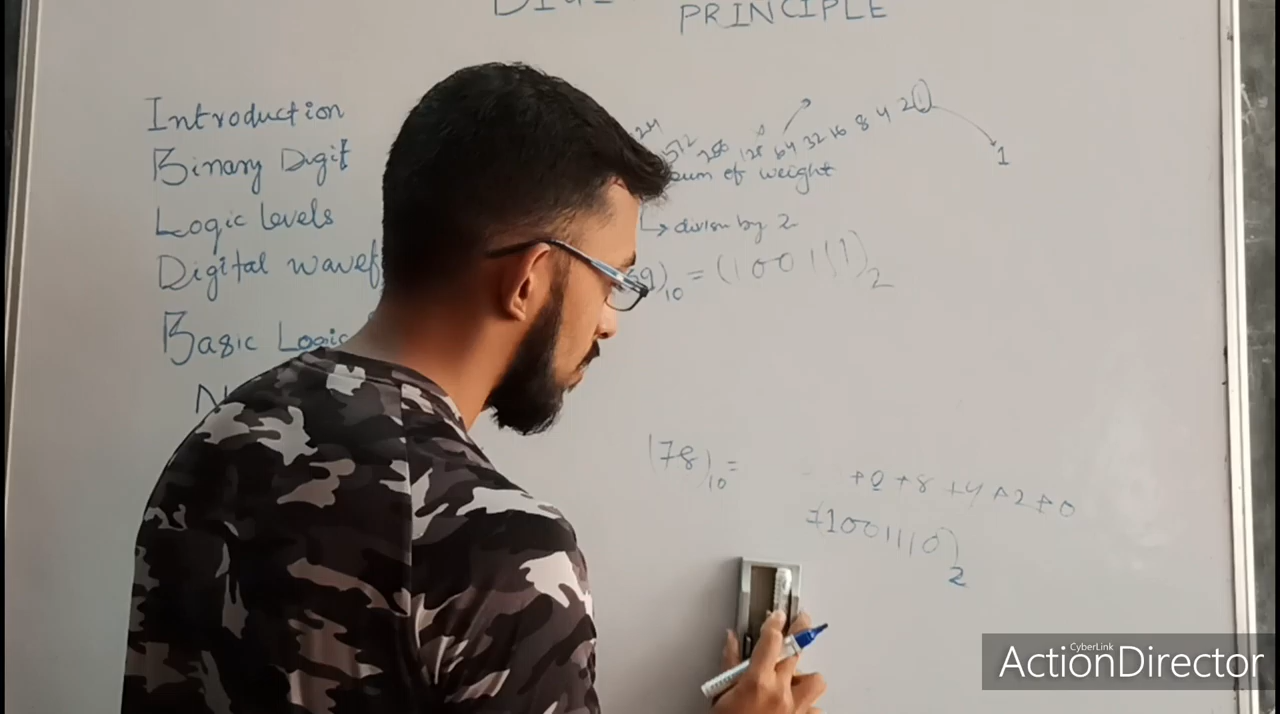 PRINCIPLE
Introduction
Binary Digit
Logic levels
Digital wavef
Basic Logic
N
512 256 128 64 32 16 8 4 2 1
1
sum of weight
↳ divisn by 2
39)10 = (100111)2
(78)10 =
+0 +8 +4 +2 +0
(1001110)2
CyberLink
ActionDirector